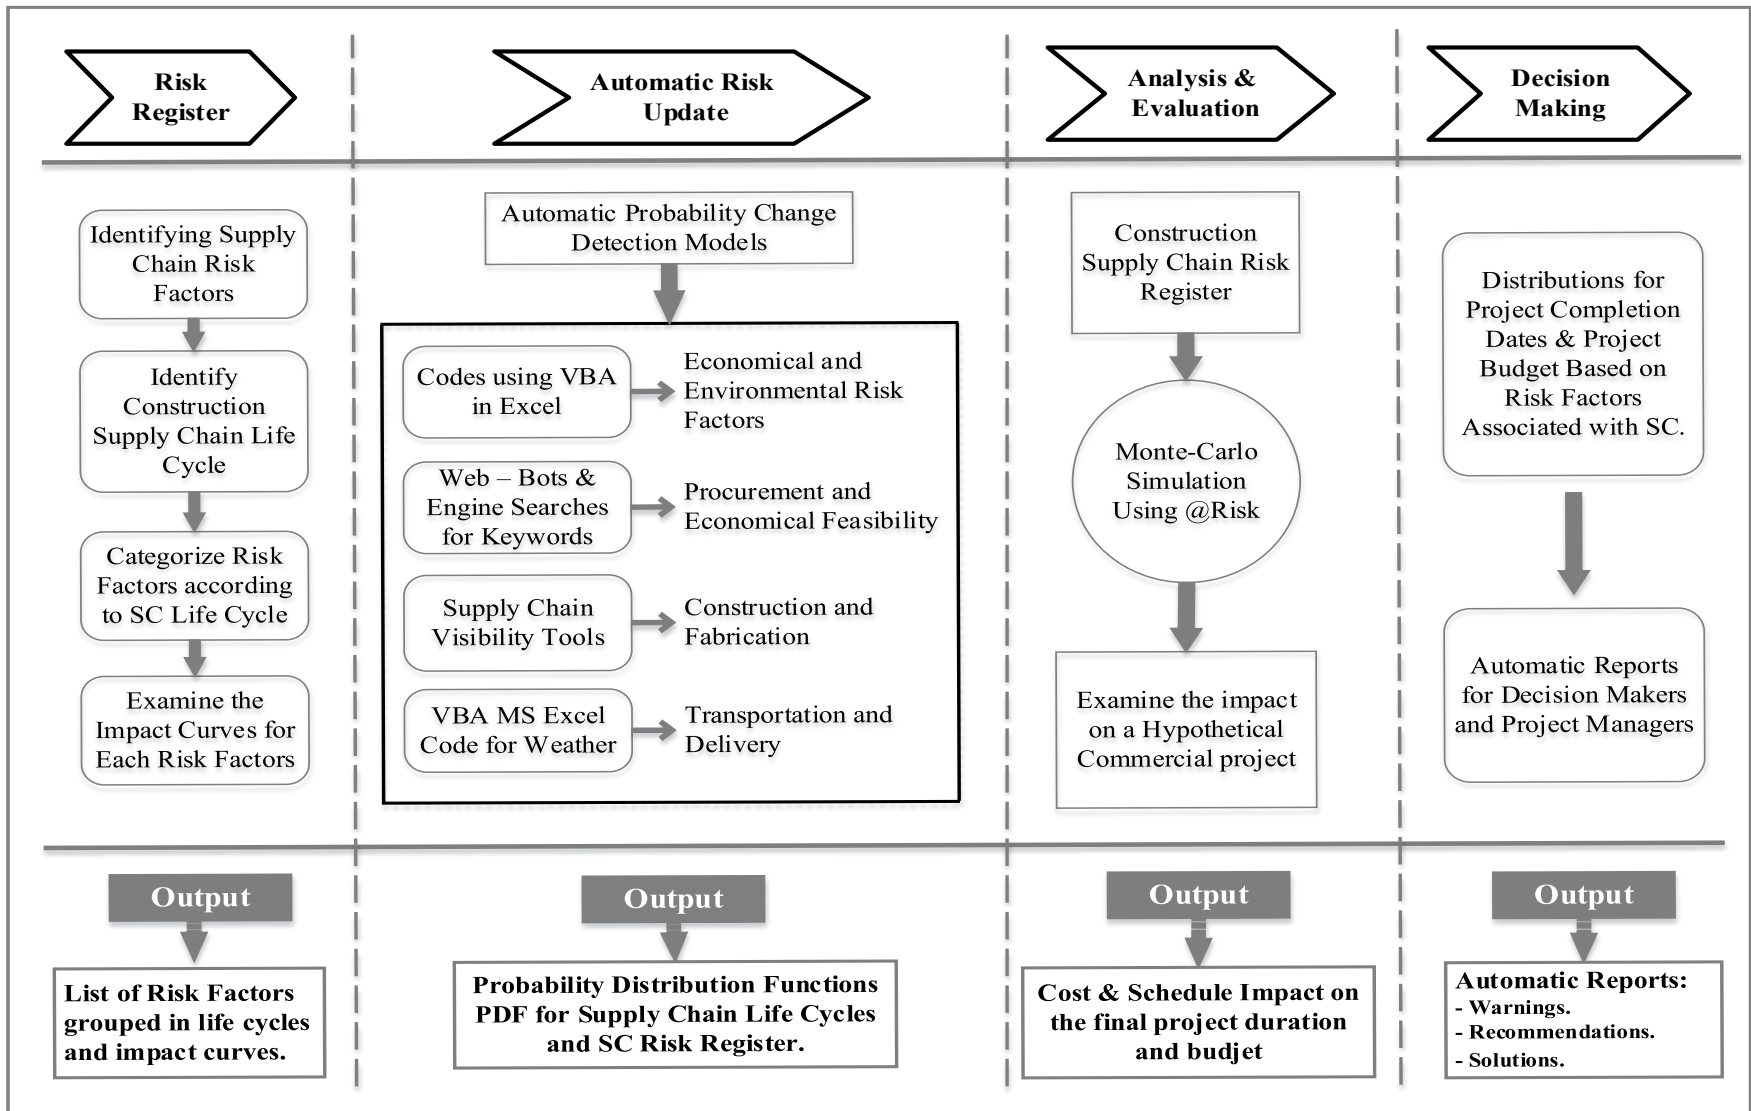 Risk
Register
Automatic Risk
Update
Analysis &
Evaluation
Decision
Making
Identifying Supply
Chain Risk
Factors
Identify
Construction
Supply Chain Life
Cycle
Categorize Risk
Factors according
to SC Life Cycle
Examine the
Impact Curves for
Each Risk Factors
Automatic Probability Change
Detection Models
Codes using VBA
in Excel
Economical and
Environmental Risk
Factors
Web – Bots &
Engine Searches
for Keywords
Procurement and
Economical Feasibility
Supply Chain
Visibility Tools
Construction and
Fabrication
VBA MS Excel
Code for Weather
Transportation and
Delivery
Construction
Supply Chain Risk
Register
Monte-Carlo
Simulation
Using @Risk
Examine the impact
on a Hypothetical
Commercial project
Distributions for
Project Completion
Dates & Project
Budget Based on
Risk Factors
Associated with SC.
Automatic Reports
for Decision Makers
and Project Managers
Output
List of Risk Factors
grouped in life cycles
and impact curves.
Output
Probability Distribution Functions
PDF for Supply Chain Life Cycles
and SC Risk Register.
Output
Cost & Schedule Impact on
the final project duration
and budjet
Output
Automatic Reports:
- Warnings.
- Recommendations.
- Solutions.